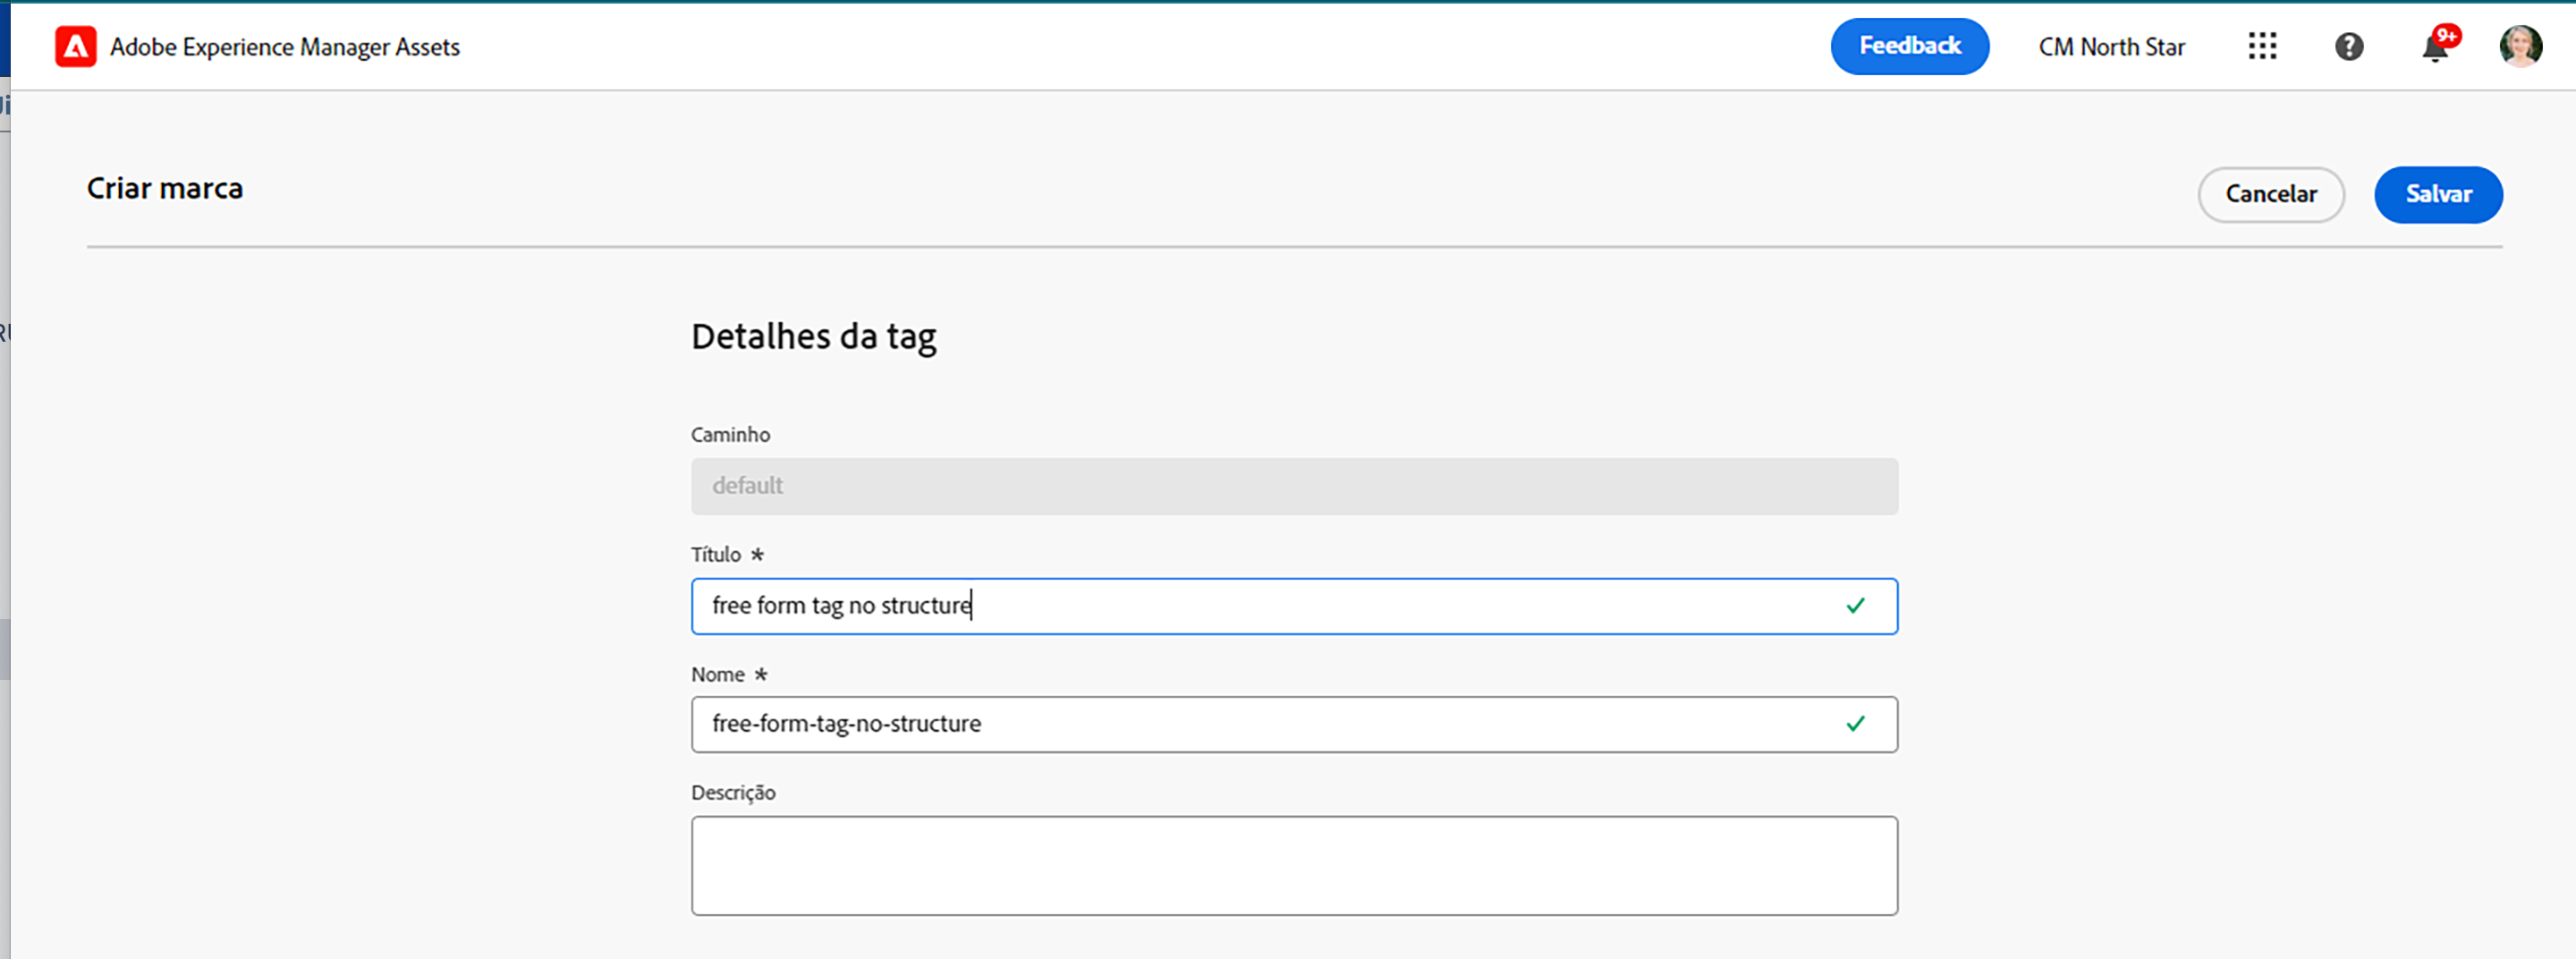 Adobe Experience Manager Assets
Feedback
CM North Star
9+
Criar marca
Cancelar
Salvar
Detalhes da tag
Caminho
default
Título *
free form tag no structure
Nome *
free-form-tag-no-structure
Descrição